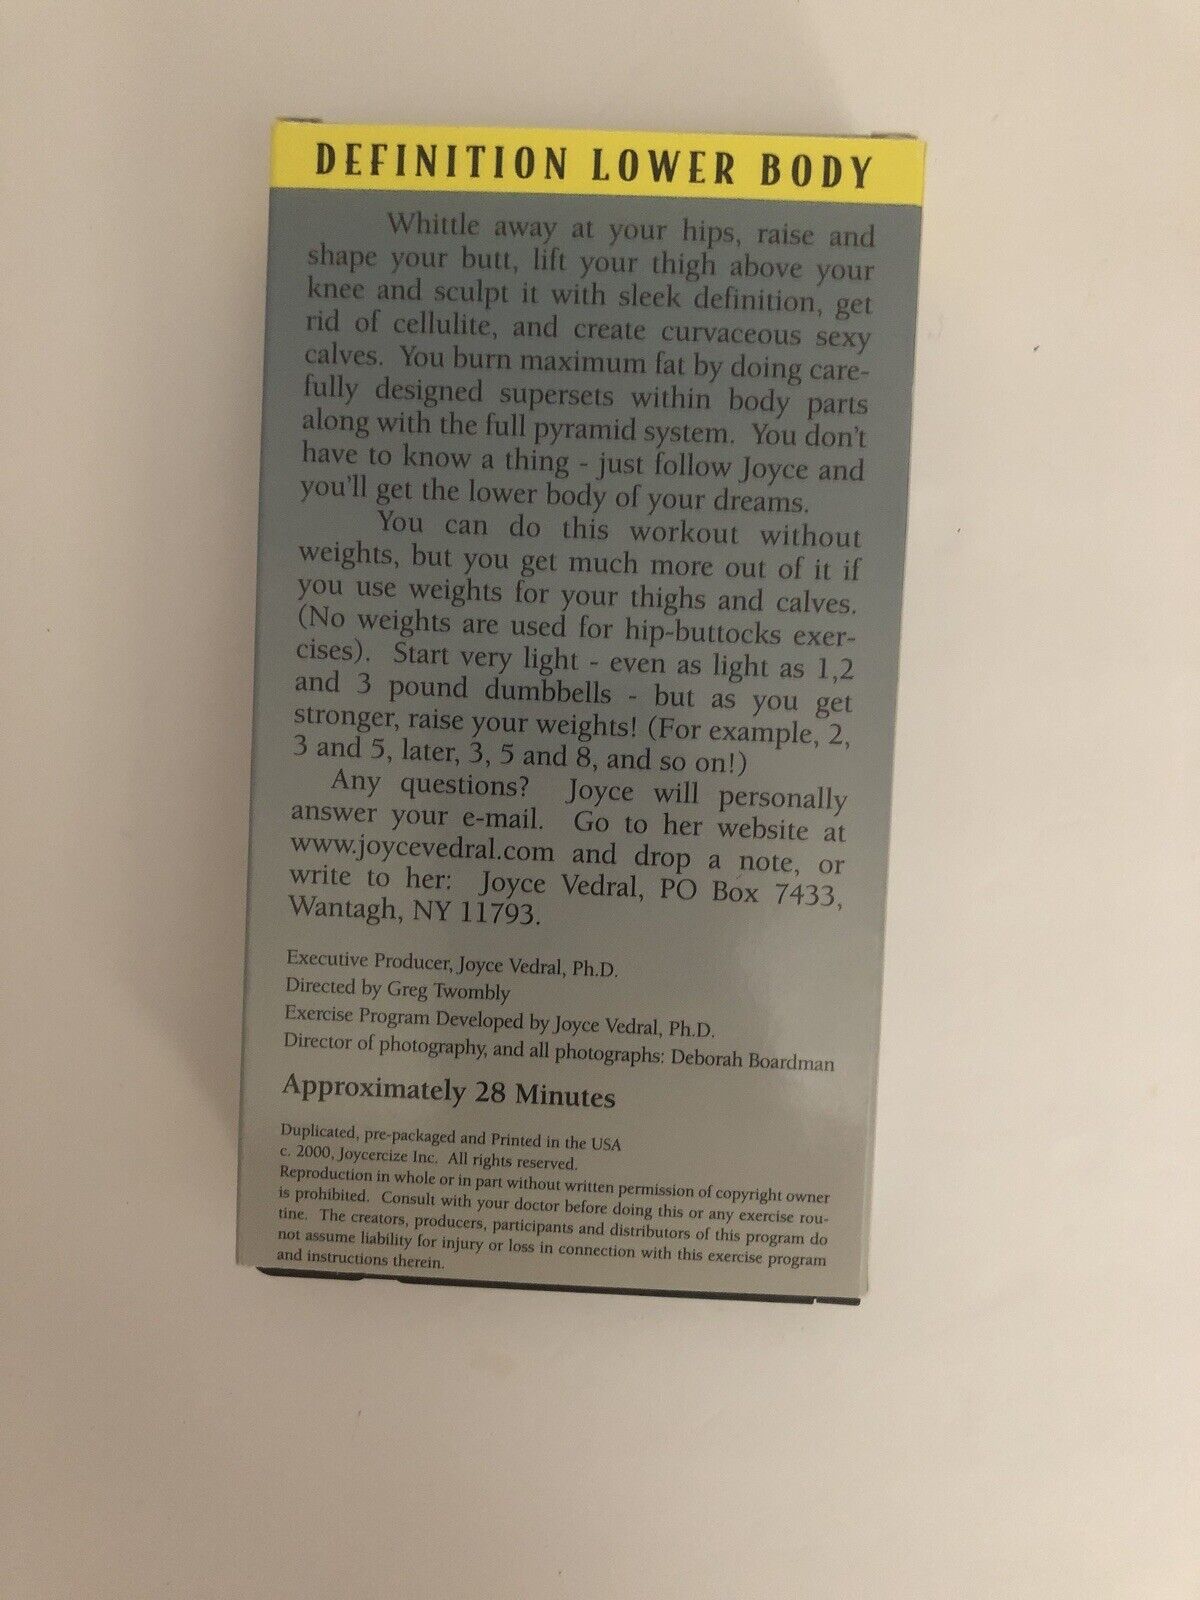 DEFINITION LOWER BODY
Whittle away at your hips, raise and
shape your butt, lift your thigh above your
knee and sculpt it with sleek definition, get
rid of cellulite, and create curvaceous sexy
calves. You burn maximum fat by doing care-
fully designed supersets within body parts
along with the full pyramid system. You don't
have to know a thing - just follow Joyce and
you'll get the lower body of your dreams.
You can do this workout without
weights, but you get much more out of it if
you use weights for your thighs and calves.
(No weights are used for hip-buttocks exer-
cises). Start very light - even as light as 1,2
and 3 pound dumbbells - but as you get
stronger, raise your weights! (For example, 2,
3 and 5, later, 3, 5 and 8, and so on!)
Any questions? Joyce will personally
answer your e-mail. Go to her website at
www.joycevedral.com and drop a note, or
write to her: Joyce Vedral, PO Box 7433,
Wantagh, NY 11793.
Executive Producer, Joyce Vedral, Ph.D.
Directed by Greg Twombly
Exercise Program Developed by Joyce Vedral, Ph.D.
Director of photography, and all photographs: Deborah Boardman
Approximately 28 Minutes
Duplicated, pre-packaged and Printed in the USA
c. 2000, Joycercize Inc. All rights reserved.
Reproduction in whole or in part without written permission of copyright owner
is prohibited. Consult with your doctor before doing this or any exercise rou-
tine. The creators, producers, participants and distributors of this program do
not assume liability for injury or loss in connection with this exercise program
and instructions therein.